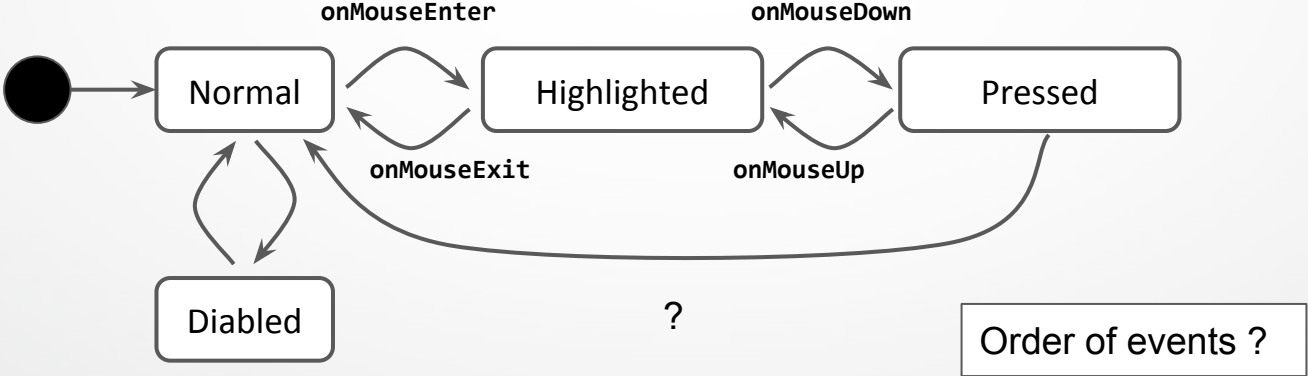 onMouseEnter
onMouseDown
Normal
Highlighted
Pressed
onMouseExit
onMouseUp
Diabled
?
Order of events ?